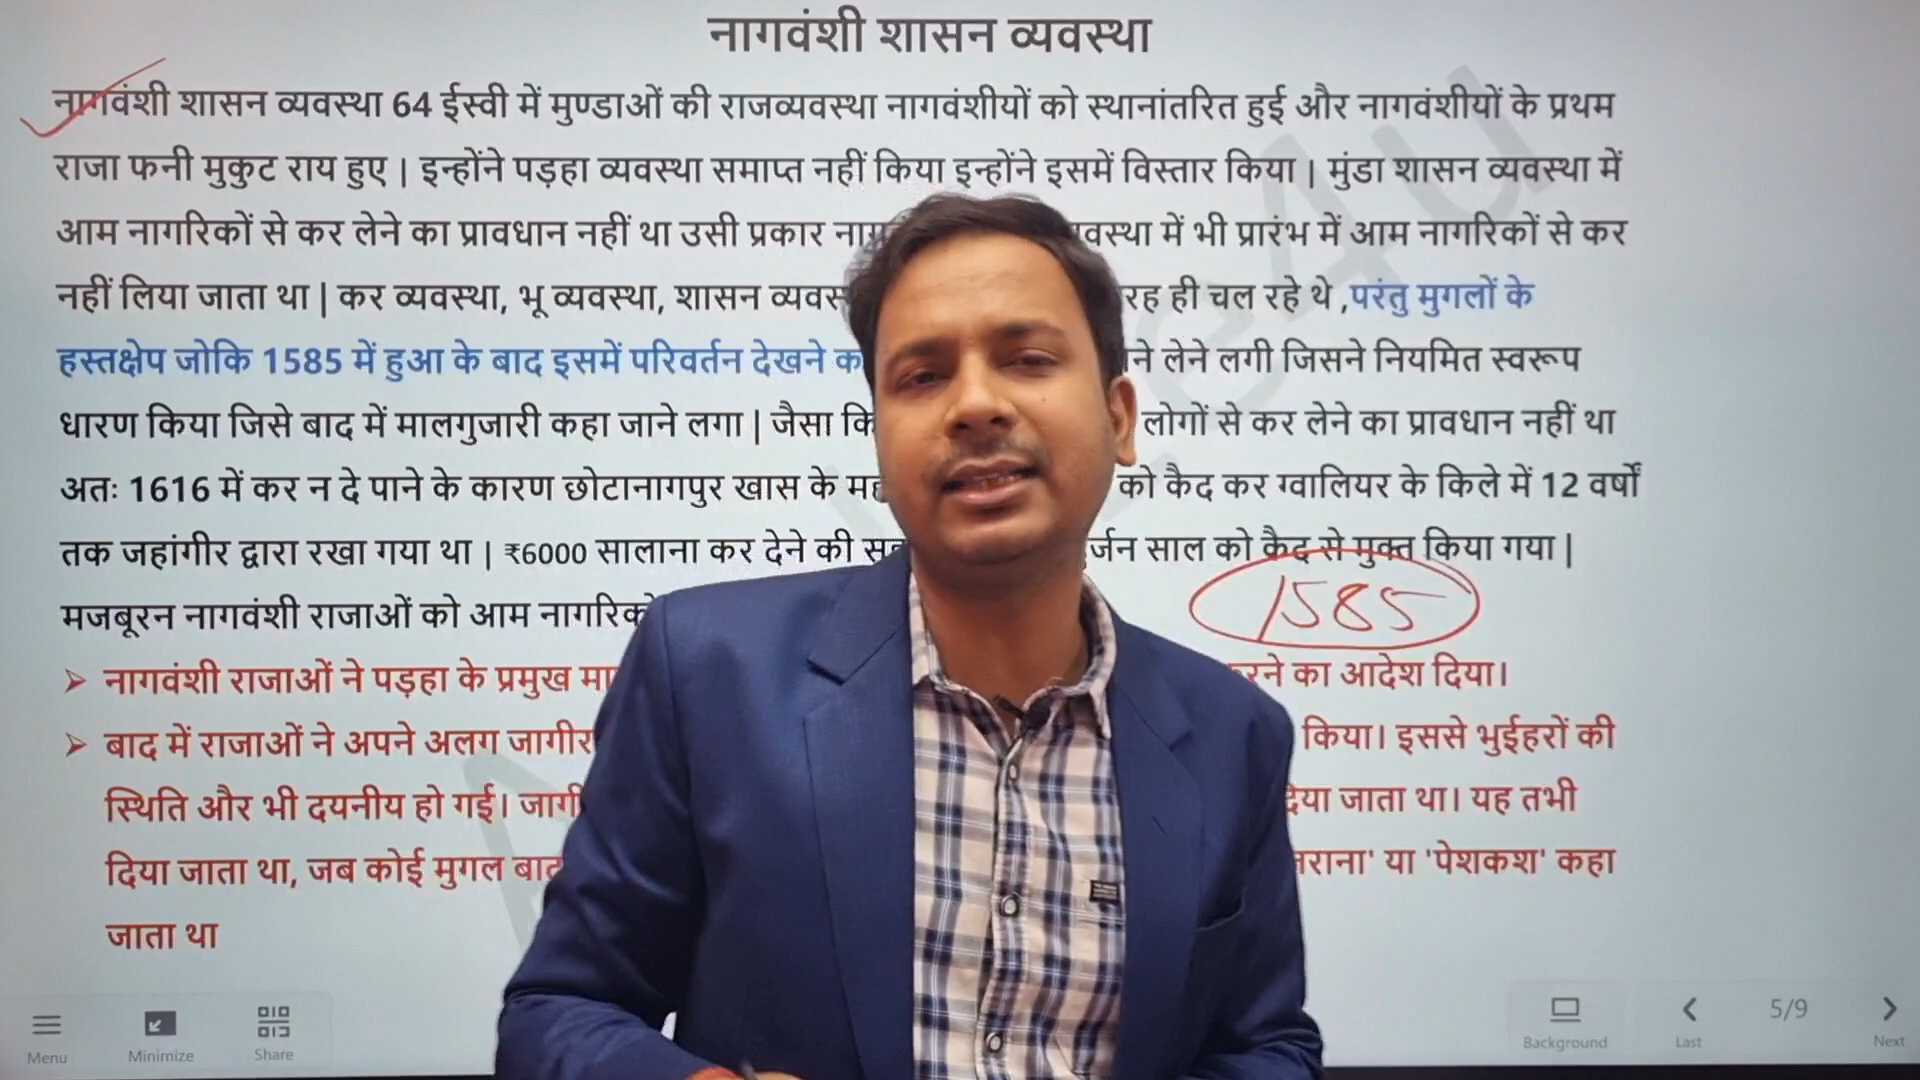 नागवंशी शासन व्यवस्था
नागवंशी शासन व्यवस्था 64 ईस्वी में मुण्डाओं की राजव्यवस्था नागवंशीयों को स्थानांतरित हुई और नागवंशीयों के प्रथम
राजा फनी मुकुट राय हुए | इन्होंने पड़हा व्यवस्था समाप्त नहीं किया इन्होंने इसमें विस्तार किया | मुंडा शासन व्यवस्था में
आम नागरिकों से कर लेने का प्रावधान नहीं था उसी प्रकार वस्था में भी प्रारंभ में आम नागरिकों से कर
नहीं लिया जाता था | कर व्यवस्था, भू व्यवस्था, शासन रह ही चल रहे थे ,परंतु मुगलों के
हस्तक्षेप जोकि 1585 में हुआ के बाद इसमें परिवर्तन देखने ने लेने लगी जिसने नियमित स्वरूप
धारण किया जिसे बाद में मालगुजारी कहा जाने लगा | जैसा कि लोगों से कर लेने का प्रावधान नहीं था
अतः 1616 में कर न दे पाने के कारण छोटानागपुर खास के को कैद कर ग्वालियर के किले में 12 वर्षों
तक जहांगीर द्वारा रखा गया था | ₹6000 सालाना कर देने की र्जन साल को कैद से मुक्त किया गया |
मजबूरन नागवंशी राजाओं को आम
1585
➢ नागवंशी राजाओं ने पड़हा के प्रमुख का आदेश दिया।
➢ बाद में राजाओं ने अपने अलग किया। इससे भुईहरों की
स्थिति और भी दयनीय हो गई। जाता था। यह तभी
दिया जाता था, जब कोई मुगल राना' या 'पेशकश' कहा
जाता था
Menu
Minimize
Share
Background
Last
5/9
Next